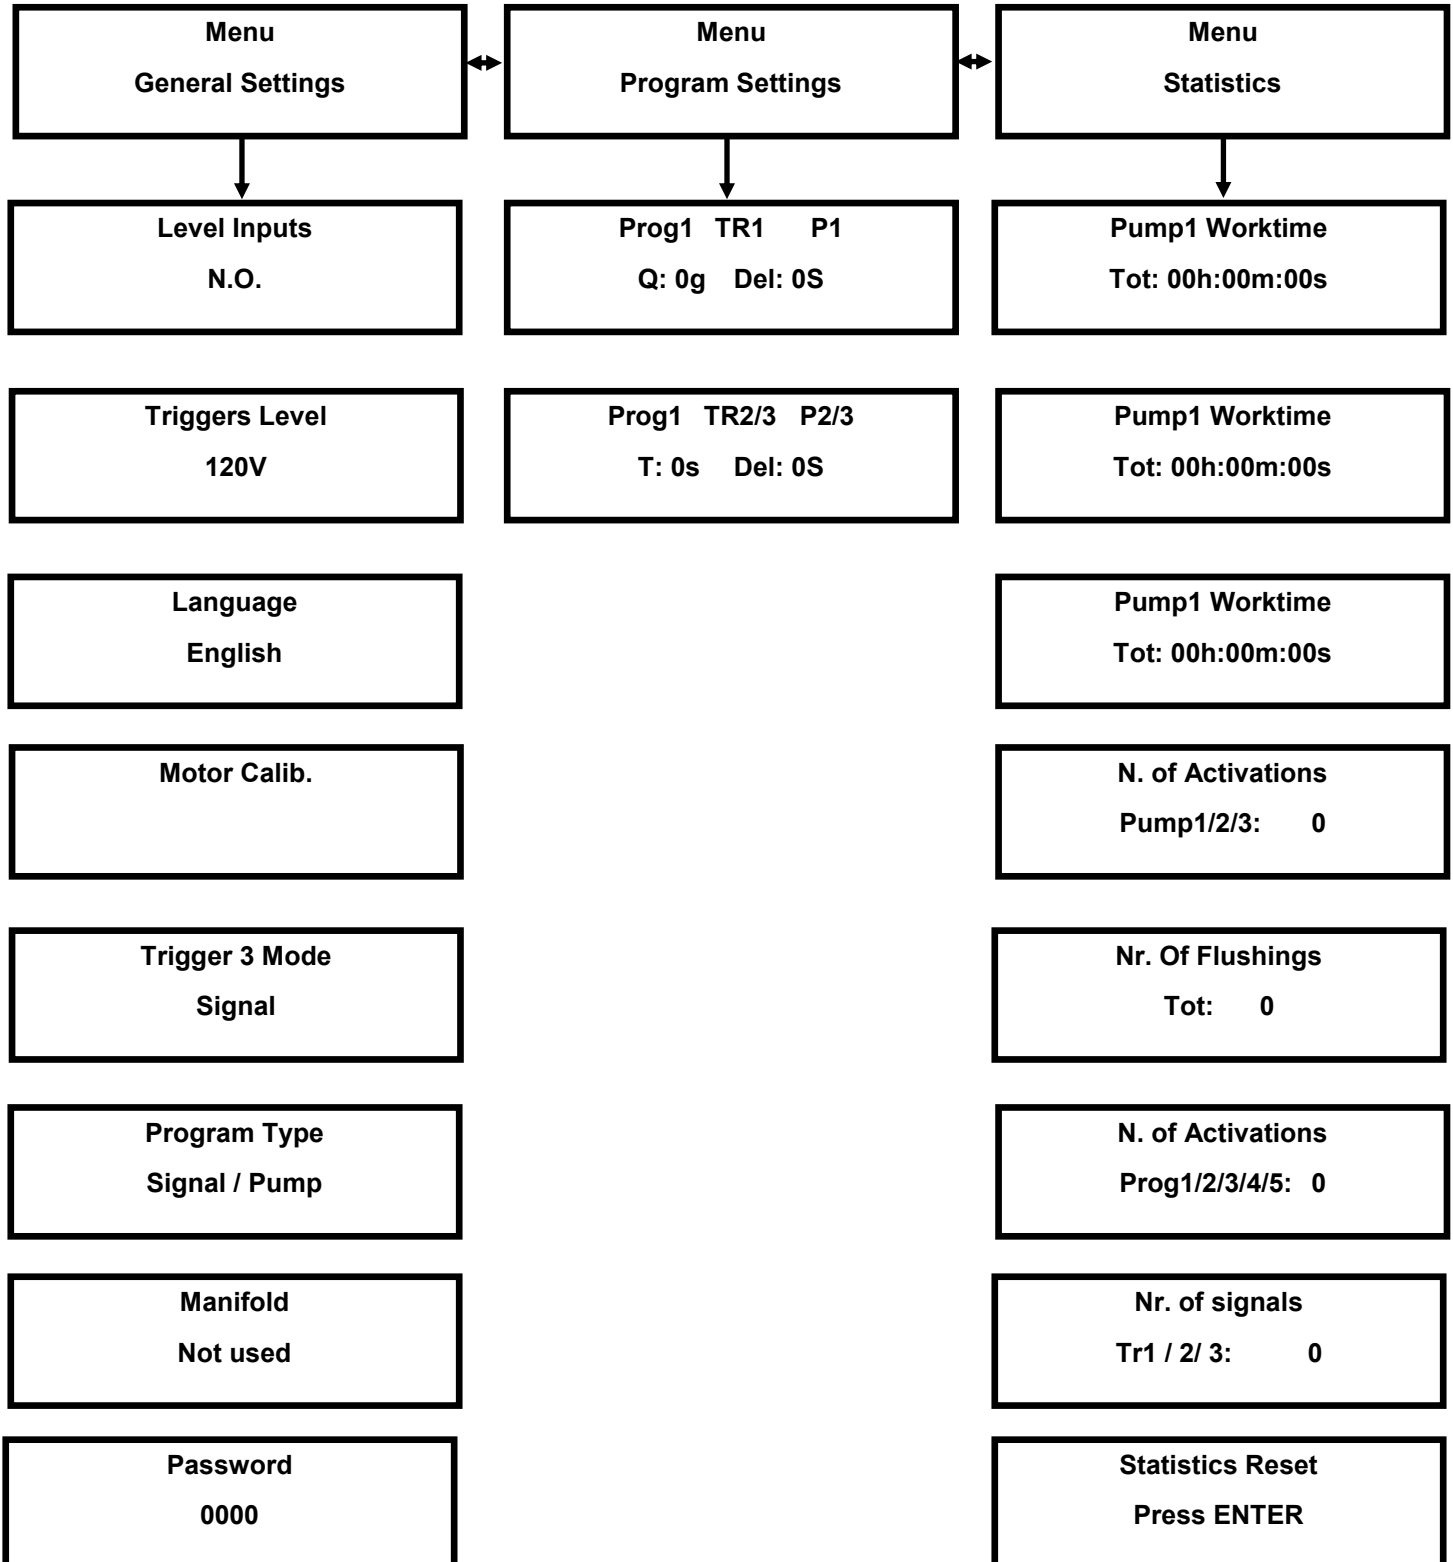 Menu
General Settings
Menu
Program Settings
Menu
Statistics
Level Inputs
N.O.
Prog1 TR1 P1
Q: 0g Del: 0S
Pump1 Worktime
Tot: 00h:00m:00s
Triggers Level
120V
Prog1 TR2/3 P2/3
T: 0s Del: 0S
Pump1 Worktime
Tot: 00h:00m:00s
Language
English
Pump1 Worktime
Tot: 00h:00m:00s
Motor Calib.
N. of Activations
Pump1/2/3: 0
Trigger 3 Mode
Signal
Nr. Of Flushings
Tot: 0
Program Type
Signal / Pump
N. of Activations
Prog1/2/3/4/5: 0
Manifold
Not used
Nr. of signals
Tr1 / 2/ 3: 0
Password
0000
Statistics Reset
Press ENTER